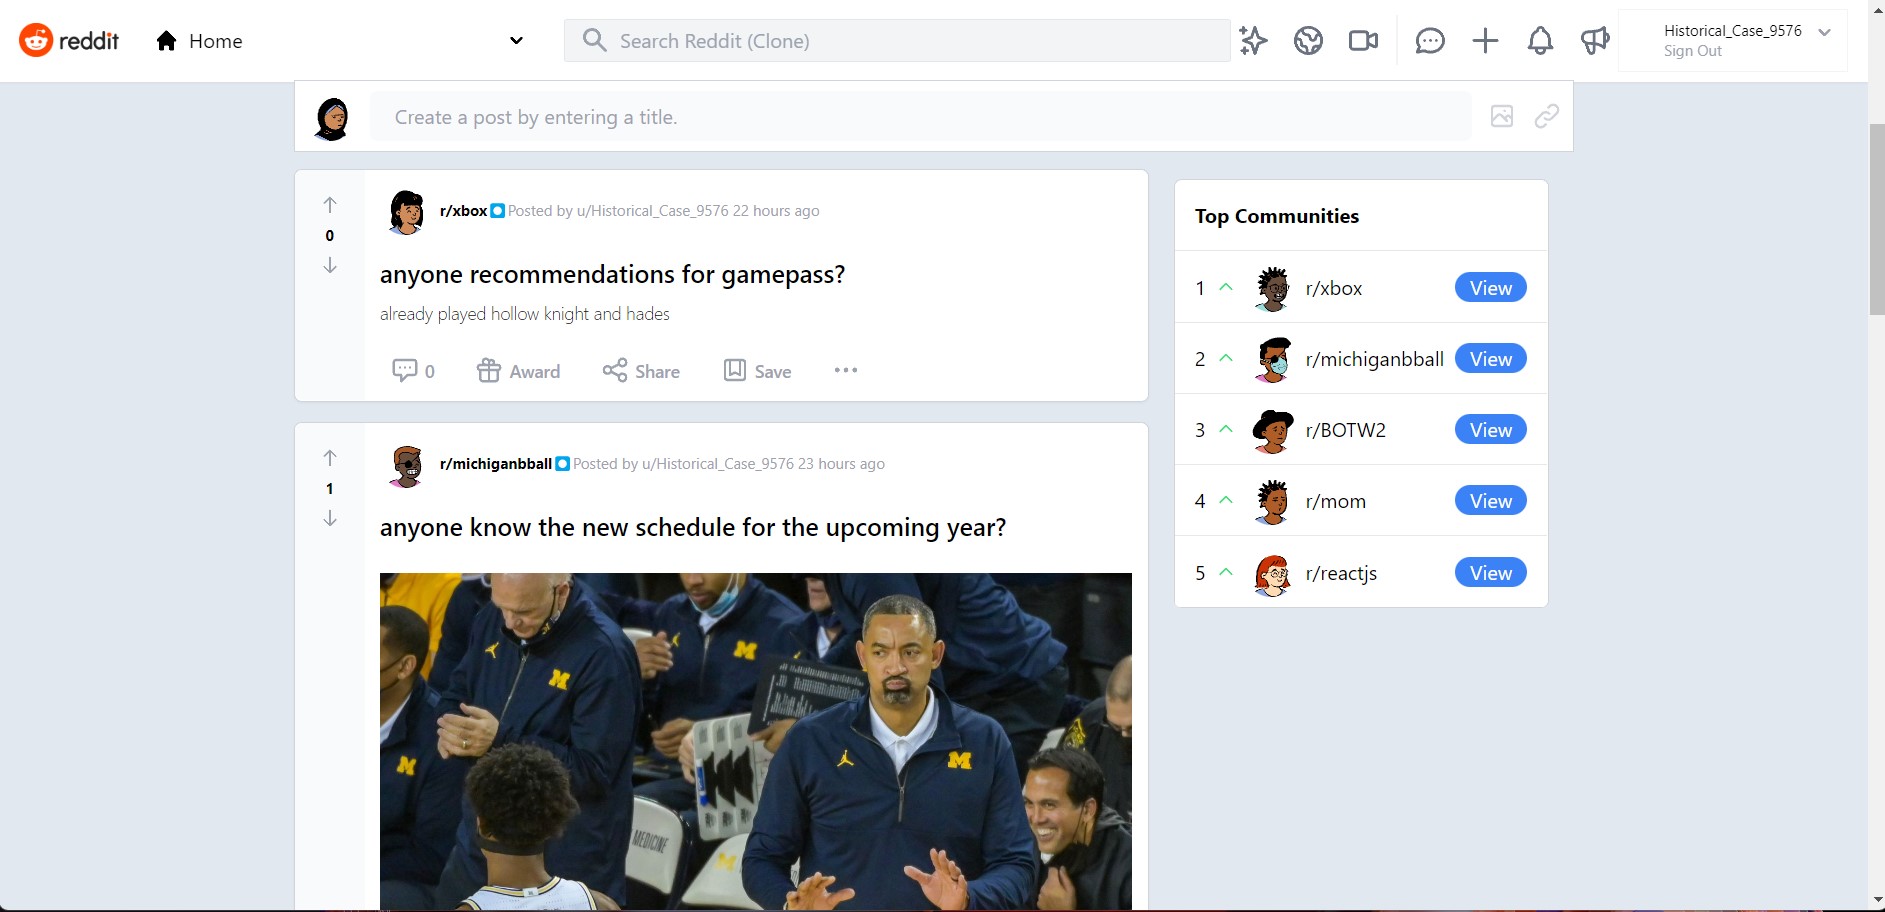 reddit
Home
Search Reddit (Clone)
Historical_Case_9576
Sign Out
Create a post by entering a title.
0
r/xbox Posted by u/Historical_Case_9576 22 hours ago
anyone recommendations for gamepass?
already played hollow knight and hades
0 Award Share Save
1
r/michiganbball Posted by u/Historical_Case_9576 23 hours ago
anyone know the new schedule for the upcoming year?
M
M
M
M
MEDICINE
Top Communities
1 r/xbox View
2 r/michiganbball View
3 r/BOTW2 View
4 r/mom View
5 r/reactjs View